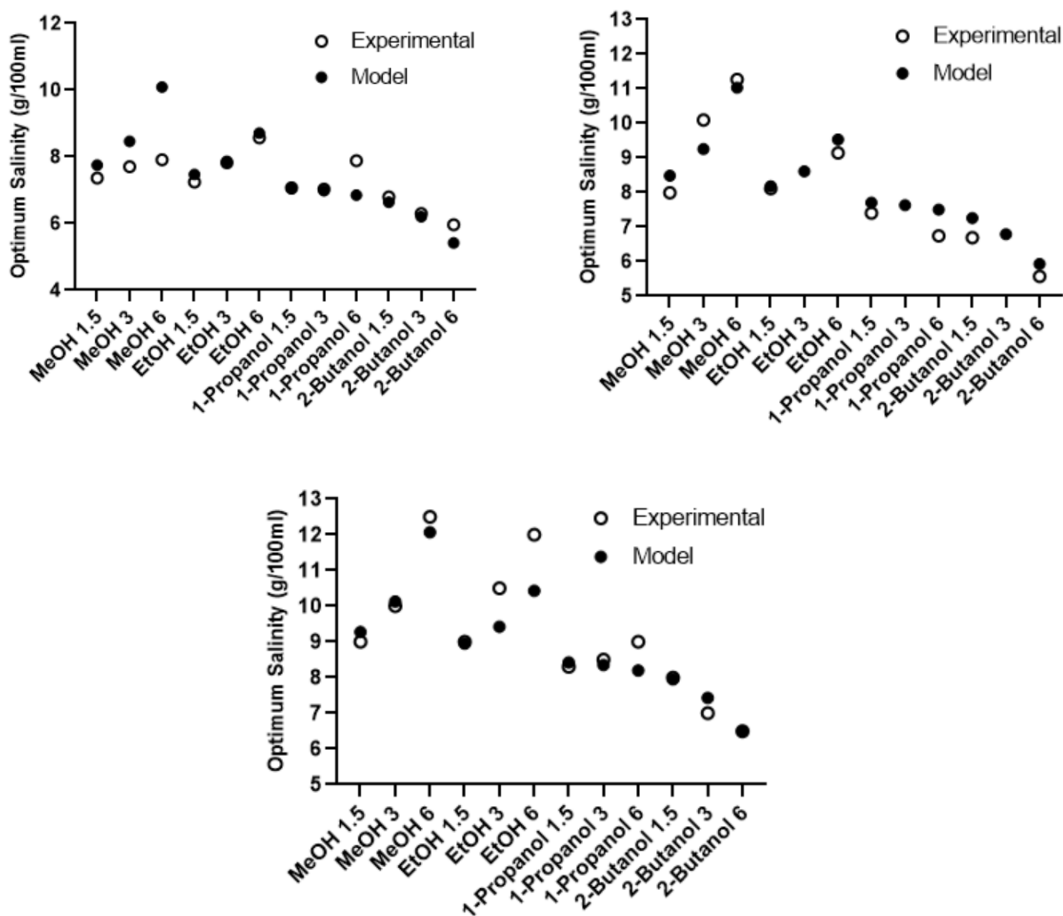 12
10
8
6
4
Optimum Salinity (g/100ml)
Experimental
Model
MeOH 1.5
MeOH 3
MeOH 6
EtOH 1.5
EtOH 3
EtOH 6
1-Propanol 1.5
1-Propanol 3
1-Propanol 6
2-Butanol 1.5
2-Butanol 3
2-Butanol 6
13
12
11
10
9
8
7
6
5
Optimum Salinity (g/100ml)
Experimental
Model
MeOH 1.5
MeOH 3
MeOH 6
EtOH 1.5
EtOH 3
EtOH 6
1-Propanol 1.5
1-Propanol 3
1-Propanol 6
2-Butanol 1.5
2-Butanol 3
2-Butanol 6
13
12
11
10
9
8
7
6
5
Optimum Salinity (g/100ml)
Experimental
Model
MeOH 1.5
MeOH 3
MeOH 6
EtOH 1.5
EtOH 3
EtOH 6
1-Propanol 1.5
1-Propanol 3
1-Propanol 6
2-Butanol 1.5
2-Butanol 3
2-Butanol 6